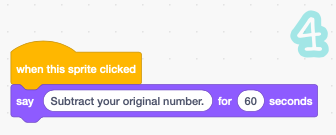 4
when this sprite clicked
say Subtract your original number. for 60 seconds